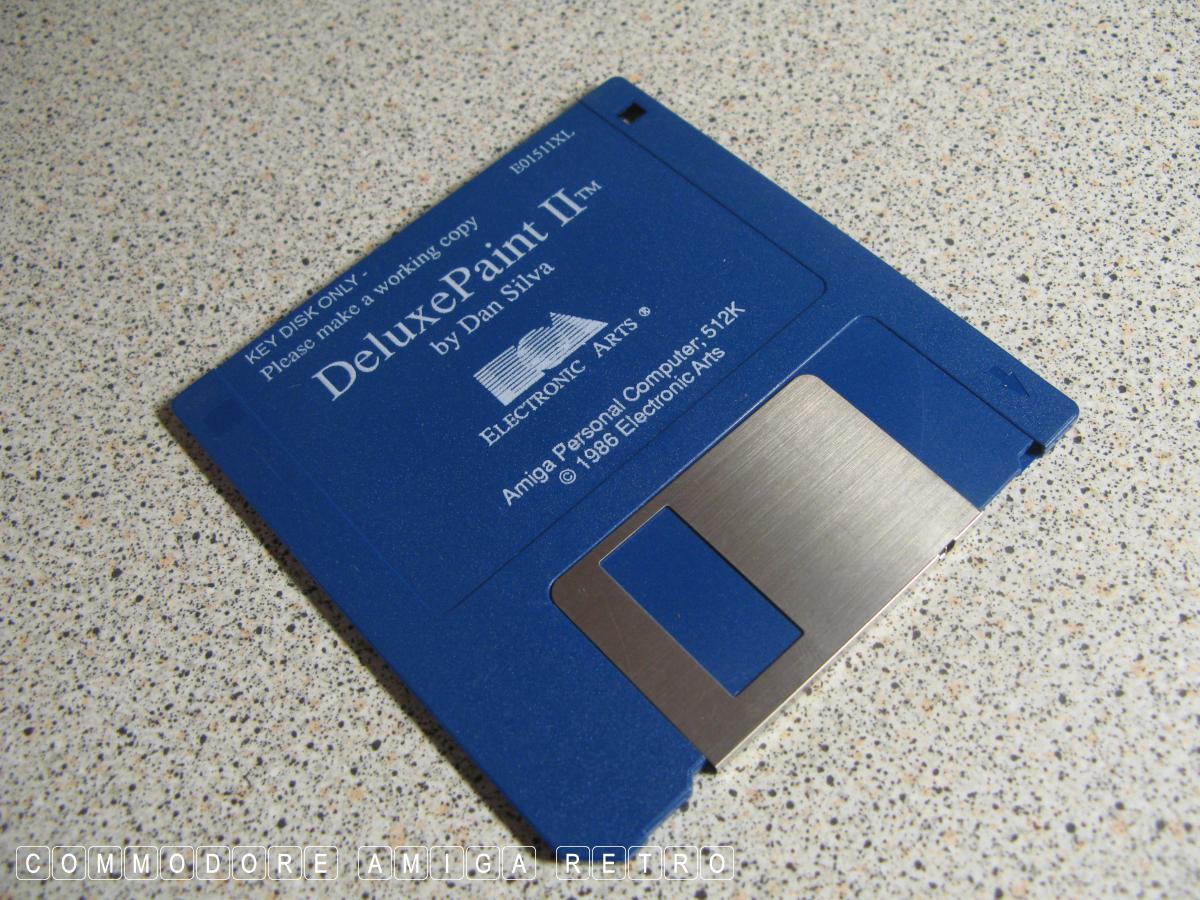 E01511XL
KEY DISK ONLY -
Please make a working copy
DeluxePaint II™
by Dan Silva
ELECTRONIC ARTS ®
Amiga Personal Computer, 512K
© 1986 Electronic Arts
COMMODORE AMIGA RETRO